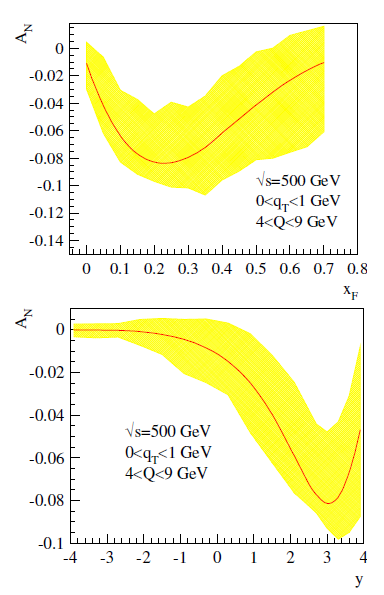 A_N
0
-0.02
-0.04
-0.06
-0.08
-0.1
-0.12
-0.14
√s=500 GeV
0<q_T<1 GeV
4<Q<9 GeV
0 0.1 0.2 0.3 0.4 0.5 0.6 0.7 0.8
x_F
A_N
0
-0.02
-0.04
-0.06
-0.08
-0.1
√s=500 GeV
0<q_T<1 GeV
4<Q<9 GeV
-4 -3 -2 -1 0 1 2 3 4
y